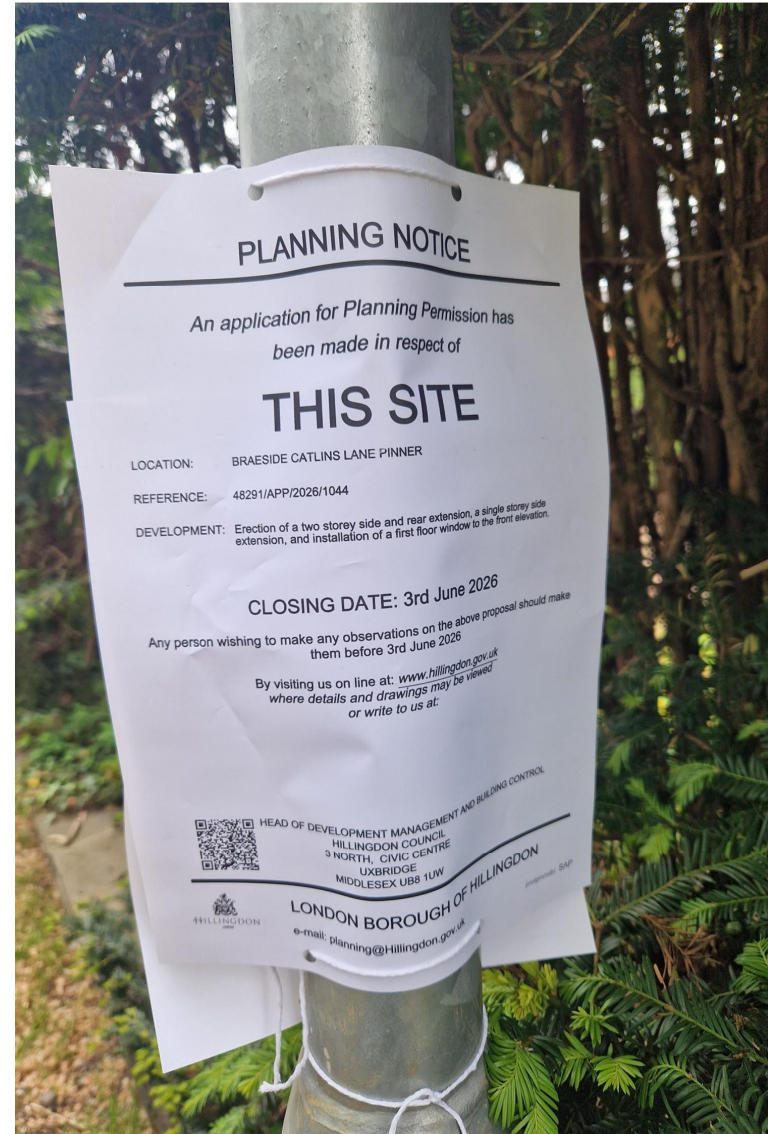 PLANNING NOTICE
An application for Planning Permission has
been made in respect of
THIS SITE
LOCATION: BRAESIDE CATLINS LANE PINNER
REFERENCE: 48291/APP/2026/1044
DEVELOPMENT: Erection of a two storey side and rear extension, a single storey side
extension, and installation of a first floor window to the front elevation.
CLOSING DATE: 3rd June 2026
Any person wishing to make any observations on the above proposal should make
them before 3rd June 2026
By visiting us on line at: www.hillingdon.gov.uk
where details and drawings may be viewed
or write to us at:
HEAD OF DEVELOPMENT MANAGEMENT AND BUILDING CONTROL
HILLINGDON COUNCIL
3 NORTH, CIVIC CENTRE
UXBRIDGE
MIDDLESEX UB8 1UW
HILLINGDON
LONDON
LONDON BOROUGH OF HILLINGDON
e-mail: planning@Hillingdon.gov.uk